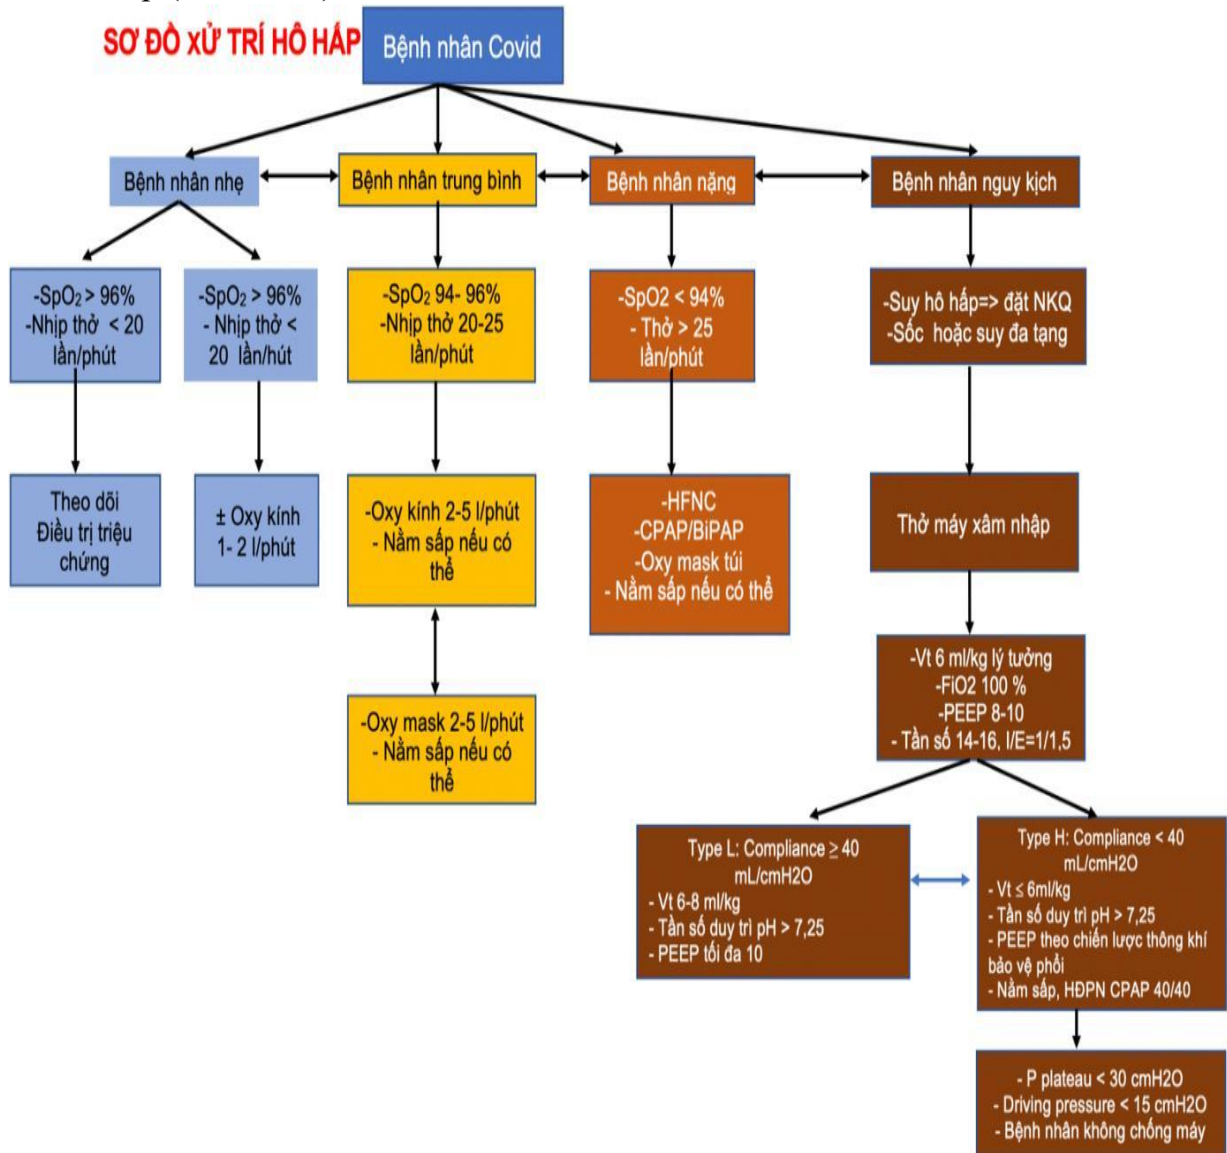 SƠ ĐỒ XỬ TRÍ HÔ HẤP
Bệnh nhân Covid
Bệnh nhân nhẹ
Bệnh nhân trung bình
Bệnh nhân nặng
Bệnh nhân nguy kịch
-SpO₂ > 96%
-Nhịp thở < 20
lần/phút
-SpO₂ > 96%
- Nhịp thở <
20 lần/hút
-SpO₂ 94- 96%
-Nhịp thở 20-25
lần/phút
-SpO2 < 94%
- Thở > 25
lần/phút
-Suy hô hấp=> đặt NKQ
-Sốc hoặc suy đa tạng
Theo dõi
Điều trị triệu
chứng
± Oxy kính
1- 2 l/phút
-Oxy kính 2-5 l/phút
- Nằm sấp nếu có
thể
-HFNC
-CPAP/BiPAP
-Oxy mask túi
- Nằm sấp nếu có thể
Thở máy xâm nhập
-Oxy mask 2-5 l/phút
- Nằm sấp nếu có
thể
-Vt 6 ml/kg lý tưởng
-FiO2 100 %
-PEEP 8-10
- Tần số 14-16, I/E=1/1,5
Type L: Compliance ≥ 40
mL/cmH2O
- Vt 6-8 ml/kg
- Tần số duy trì pH > 7,25
- PEEP tối đa 10
Type H: Compliance < 40
mL/cmH2O
- Vt ≤ 6ml/kg
- Tần số duy trì pH > 7,25
- PEEP theo chiến lược thông khí
bảo vệ phổi
- Nằm sấp, HĐPN CPAP 40/40
- P plateau < 30 cmH2O
- Driving pressure < 15 cmH2O
- Bệnh nhân không chống máy